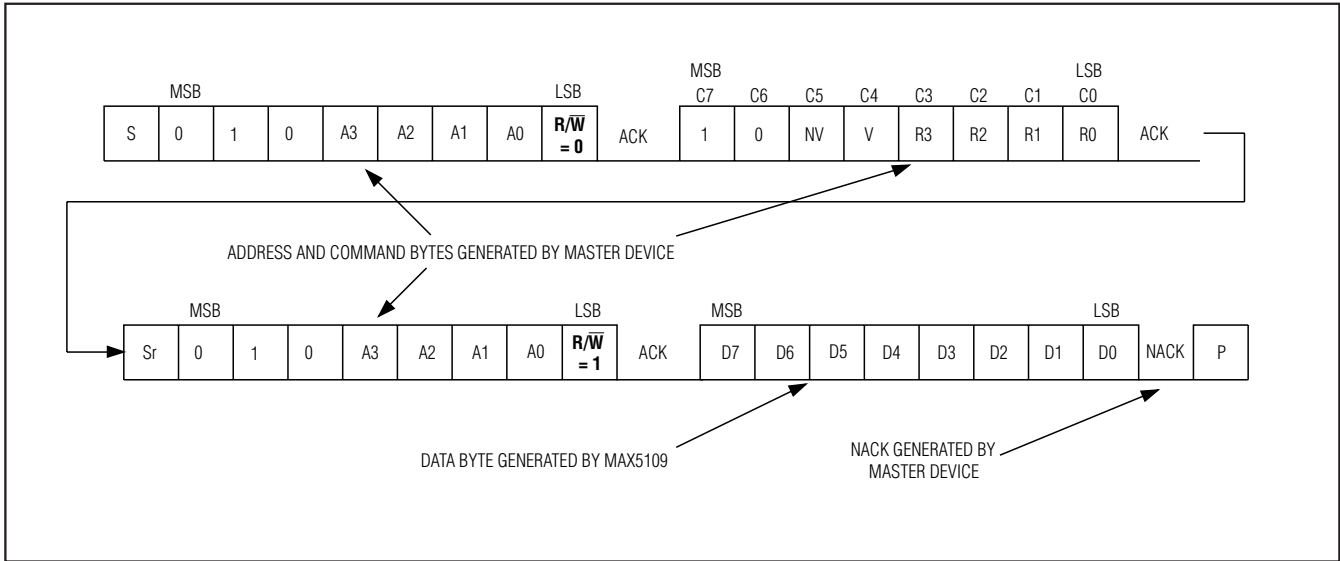 MSB LSB
C7 C6 C5 C4 C3 C2 C1 C0
MSB LSB
S 0 1 0 A3 A2 A1 A0 R/W̅ = 0 ACK 1 0 NV V R3 R2 R1 R0 ACK
ADDRESS AND COMMAND BYTES GENERATED BY MASTER DEVICE
MSB LSB MSB LSB
Sr 0 1 0 A3 A2 A1 A0 R/W̅ = 1 ACK D7 D6 D5 D4 D3 D2 D1 D0 NACK P
DATA BYTE GENERATED BY MAX5109
NACK GENERATED BY
MASTER DEVICE